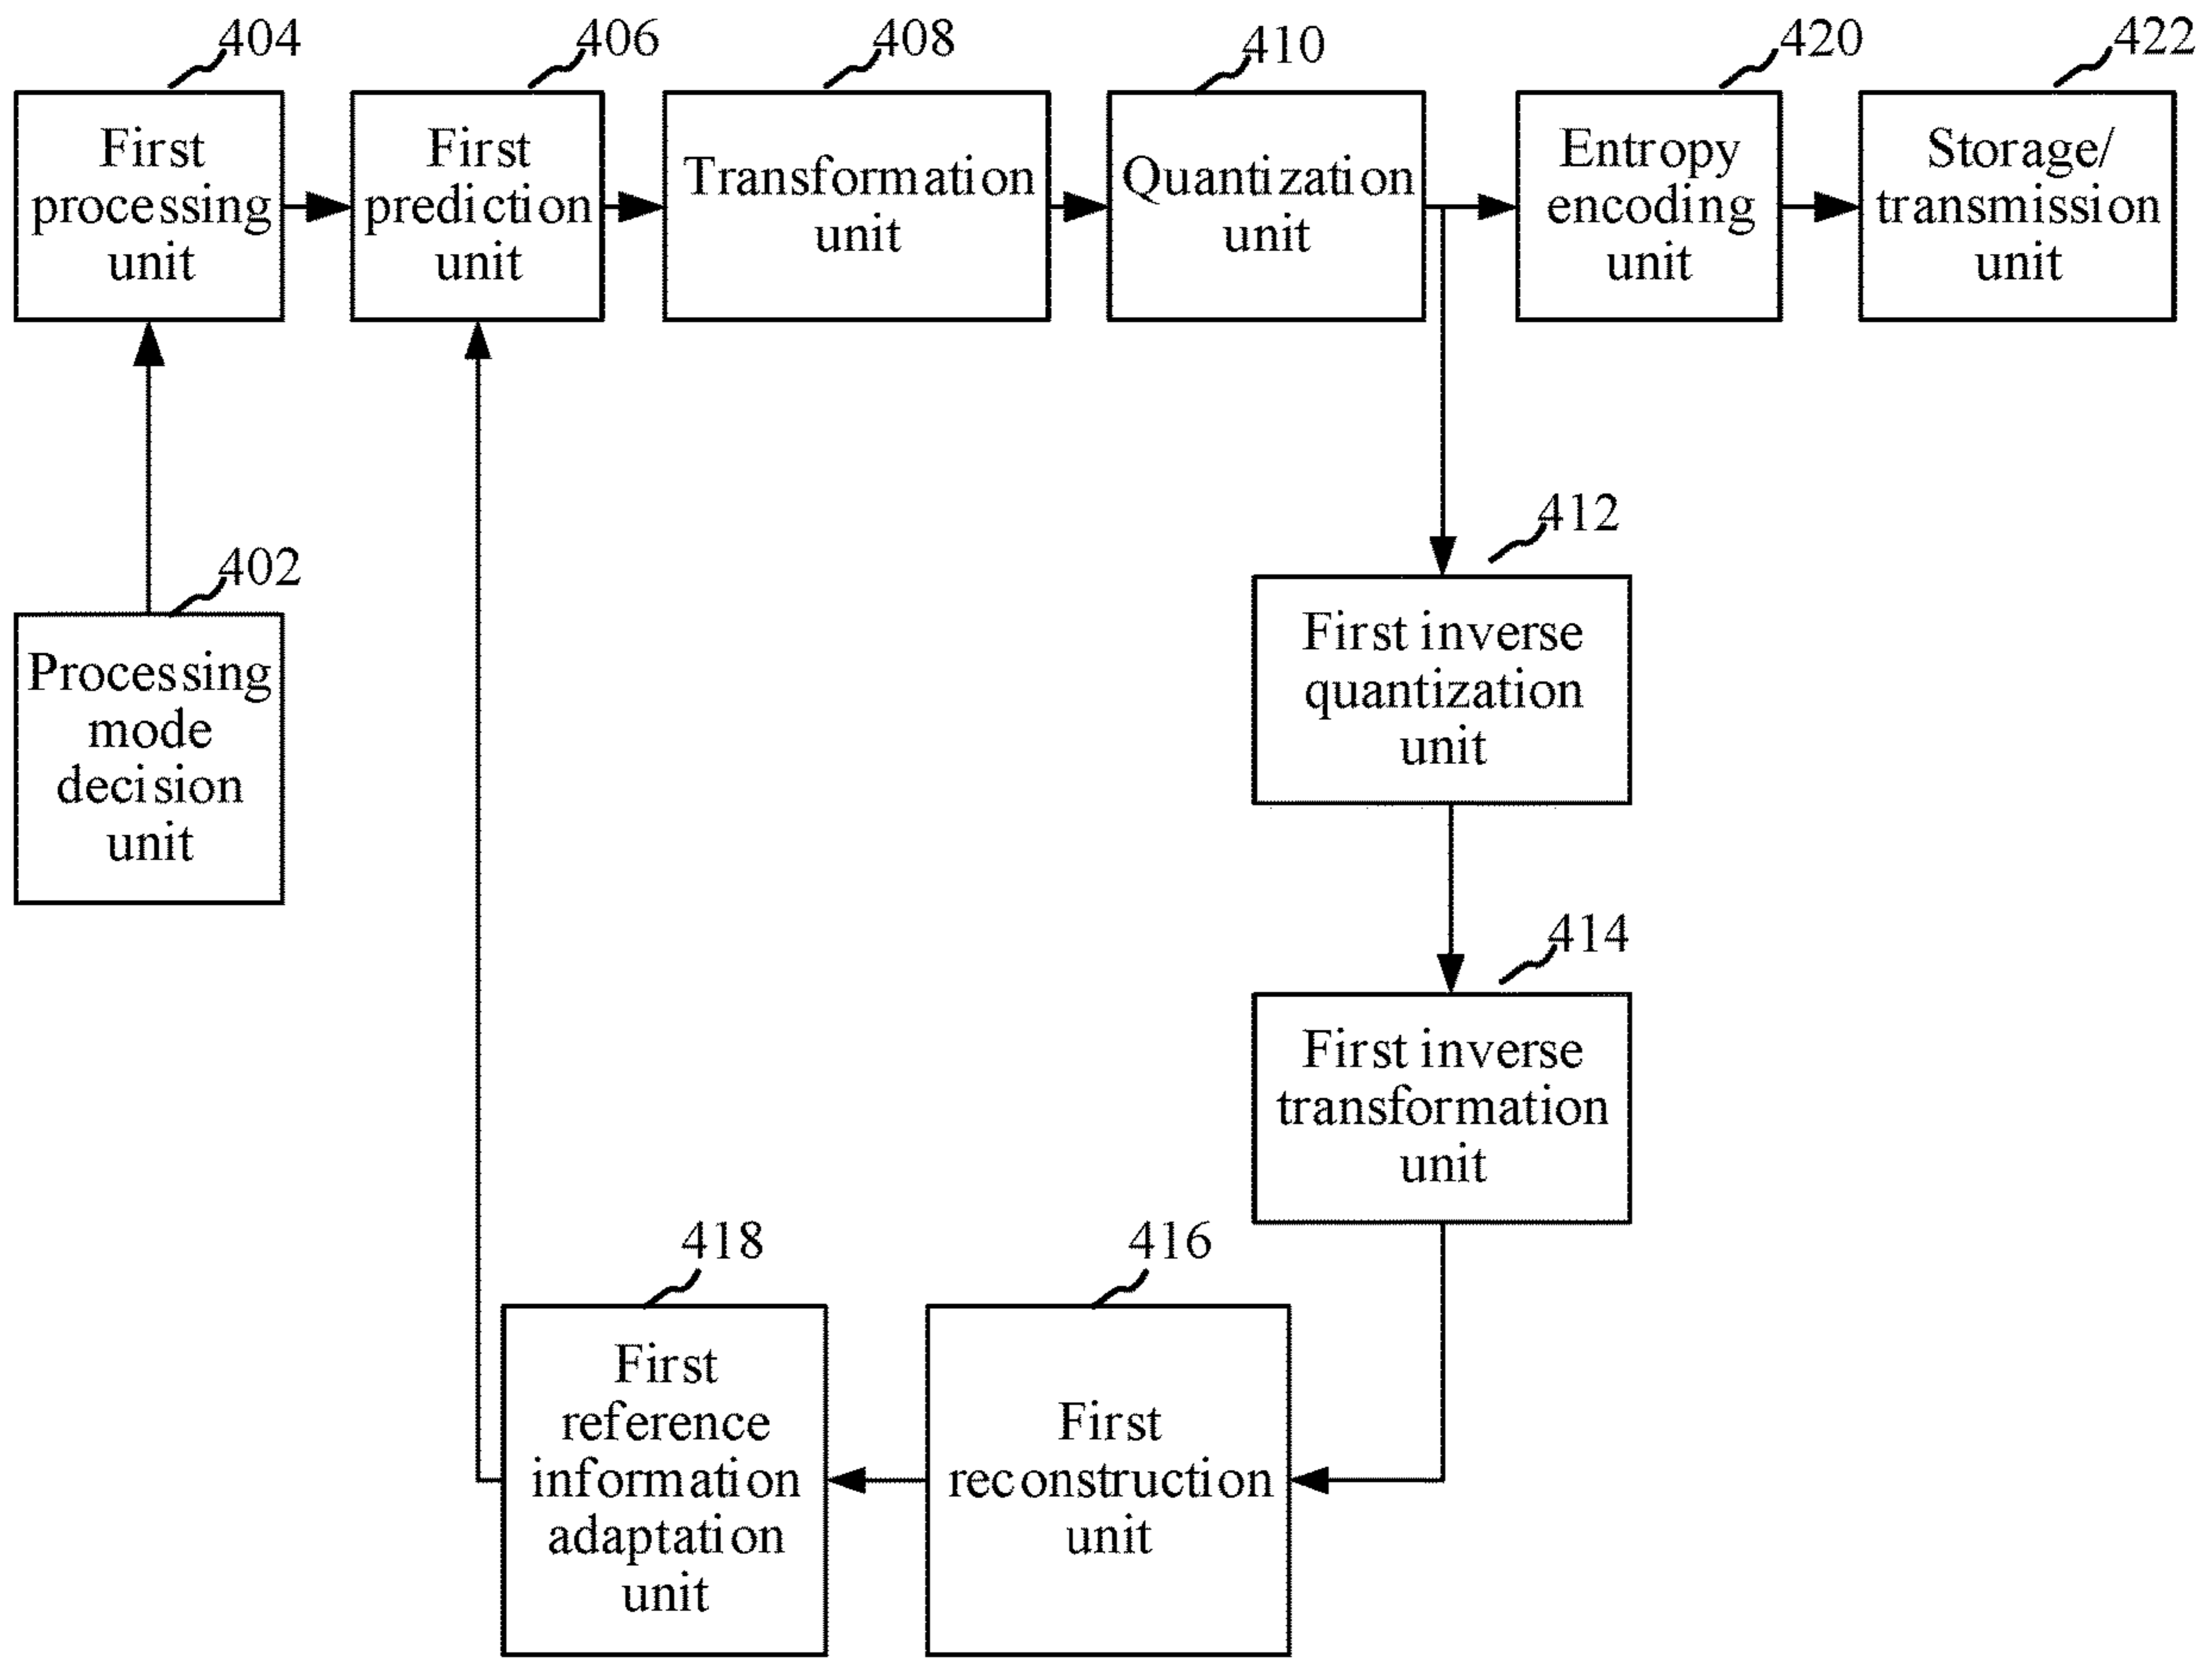 404
First
processing
unit
406
First
prediction
unit
408
Transformation
unit
410
Quantization
unit
420
Entropy
encoding
unit
422
Storage/
transmission
unit
402
Processing
mode
decision
unit
412
First inverse
quantization
unit
414
First inverse
transformation
unit
418
First
reference
information
adaptation
unit
416
First
reconstruction
unit